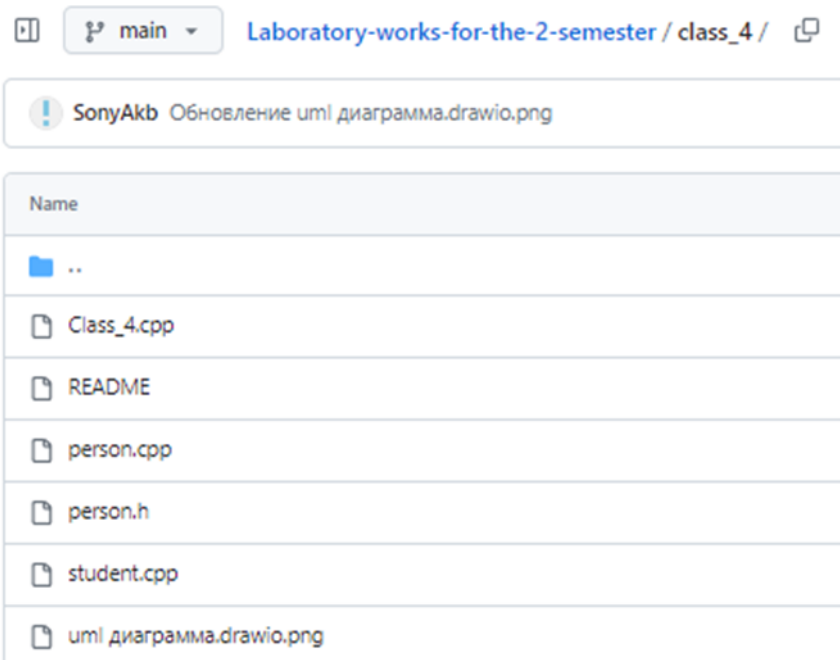 main
Laboratory-works-for-the-2-semester / class_4 /
SonyAkb Обновление uml диаграмма.drawio.png
Name
..
Class_4.cpp
README
person.cpp
person.h
student.cpp
uml диаграмма.drawio.png